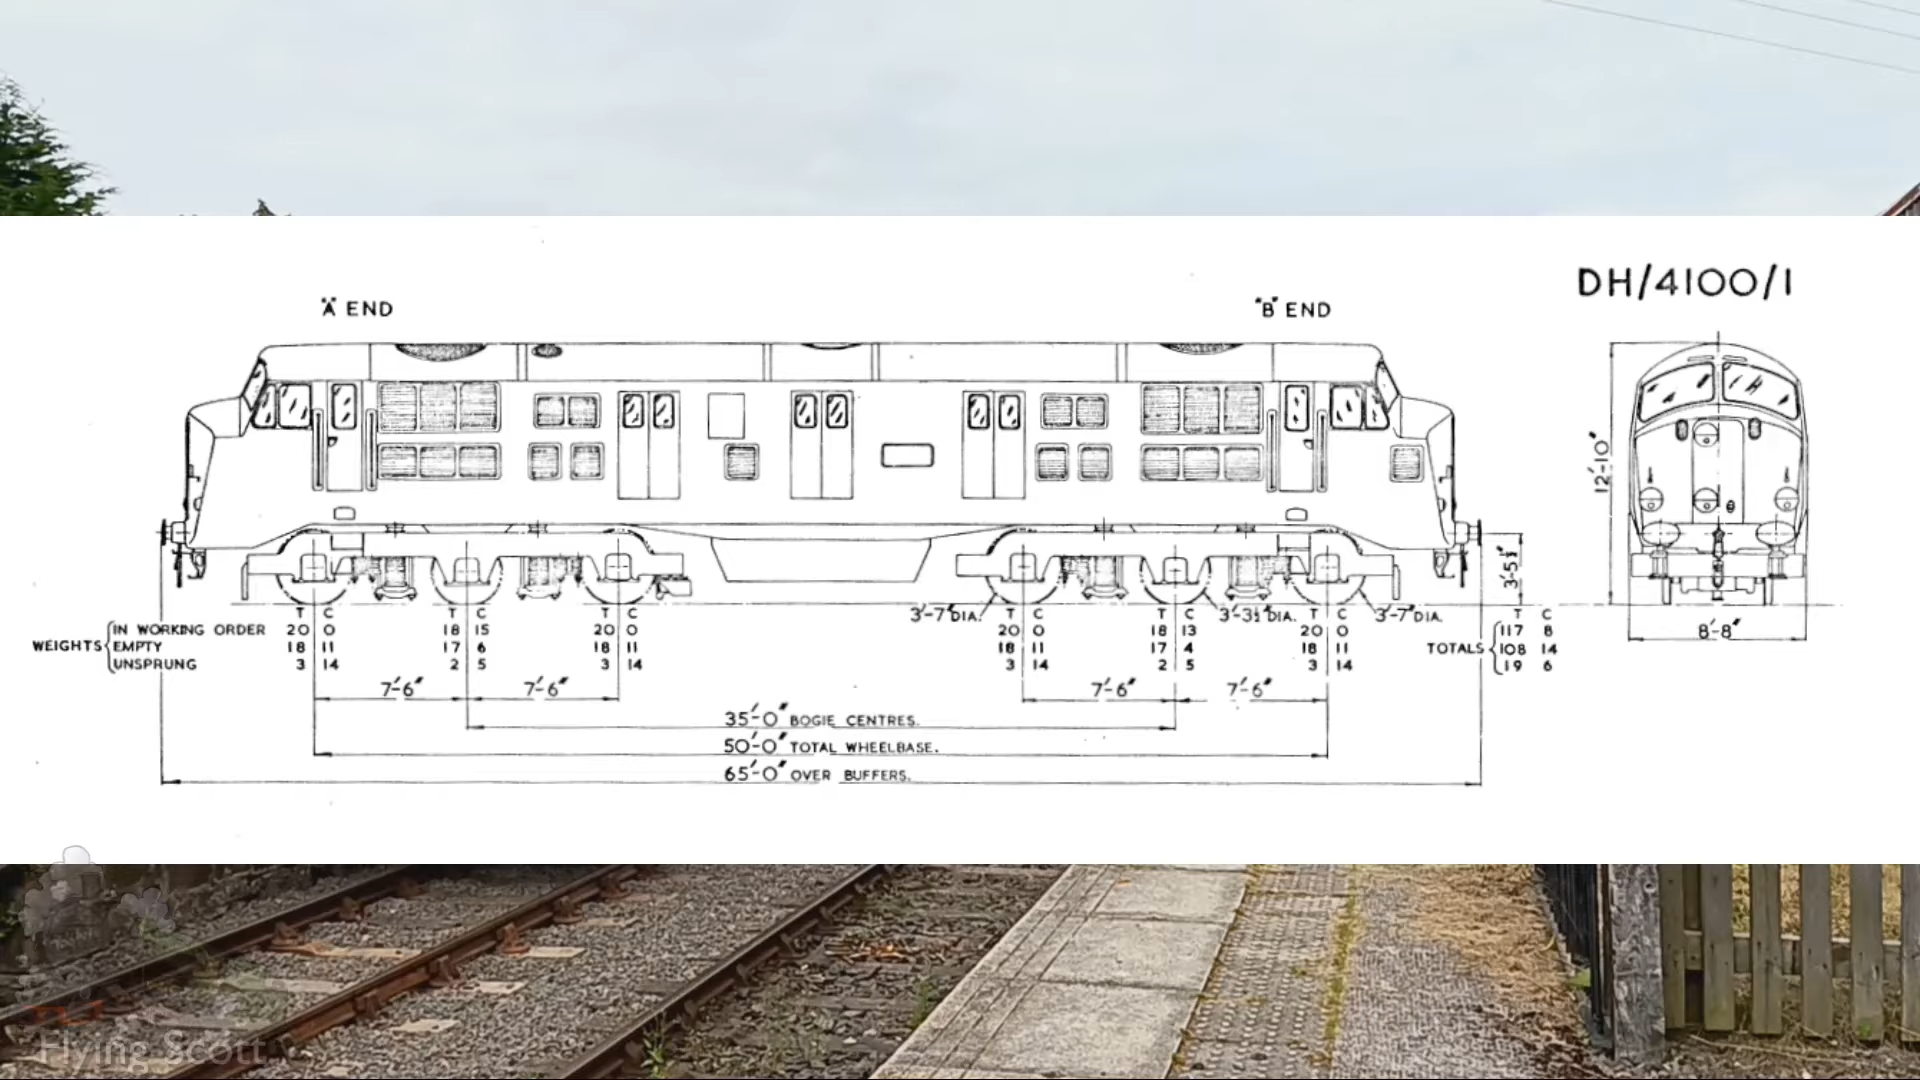 "A" END
"B" END
DH/4100/1
12'-10"
3'-5½"
8'-8"
3'-7" DIA.
3'-3½" DIA.
3'-7" DIA.
T C T C T C T C T C T C T C
WEIGHTS IN WORKING ORDER 20 0 18 15 20 0 20 0 18 13 20 0 117 8
EMPTY 18 11 17 6 18 11 18 11 17 4 18 11 TOTALS 108 14
UNSPRUNG 3 14 2 5 3 14 3 14 2 5 3 14 19 6
7'-6" 7'-6" 7'-6" 7'-6"
35'-0" BOGIE CENTRES.
50'-0" TOTAL WHEELBASE.
65'-0" OVER BUFFERS.
Flying Scott